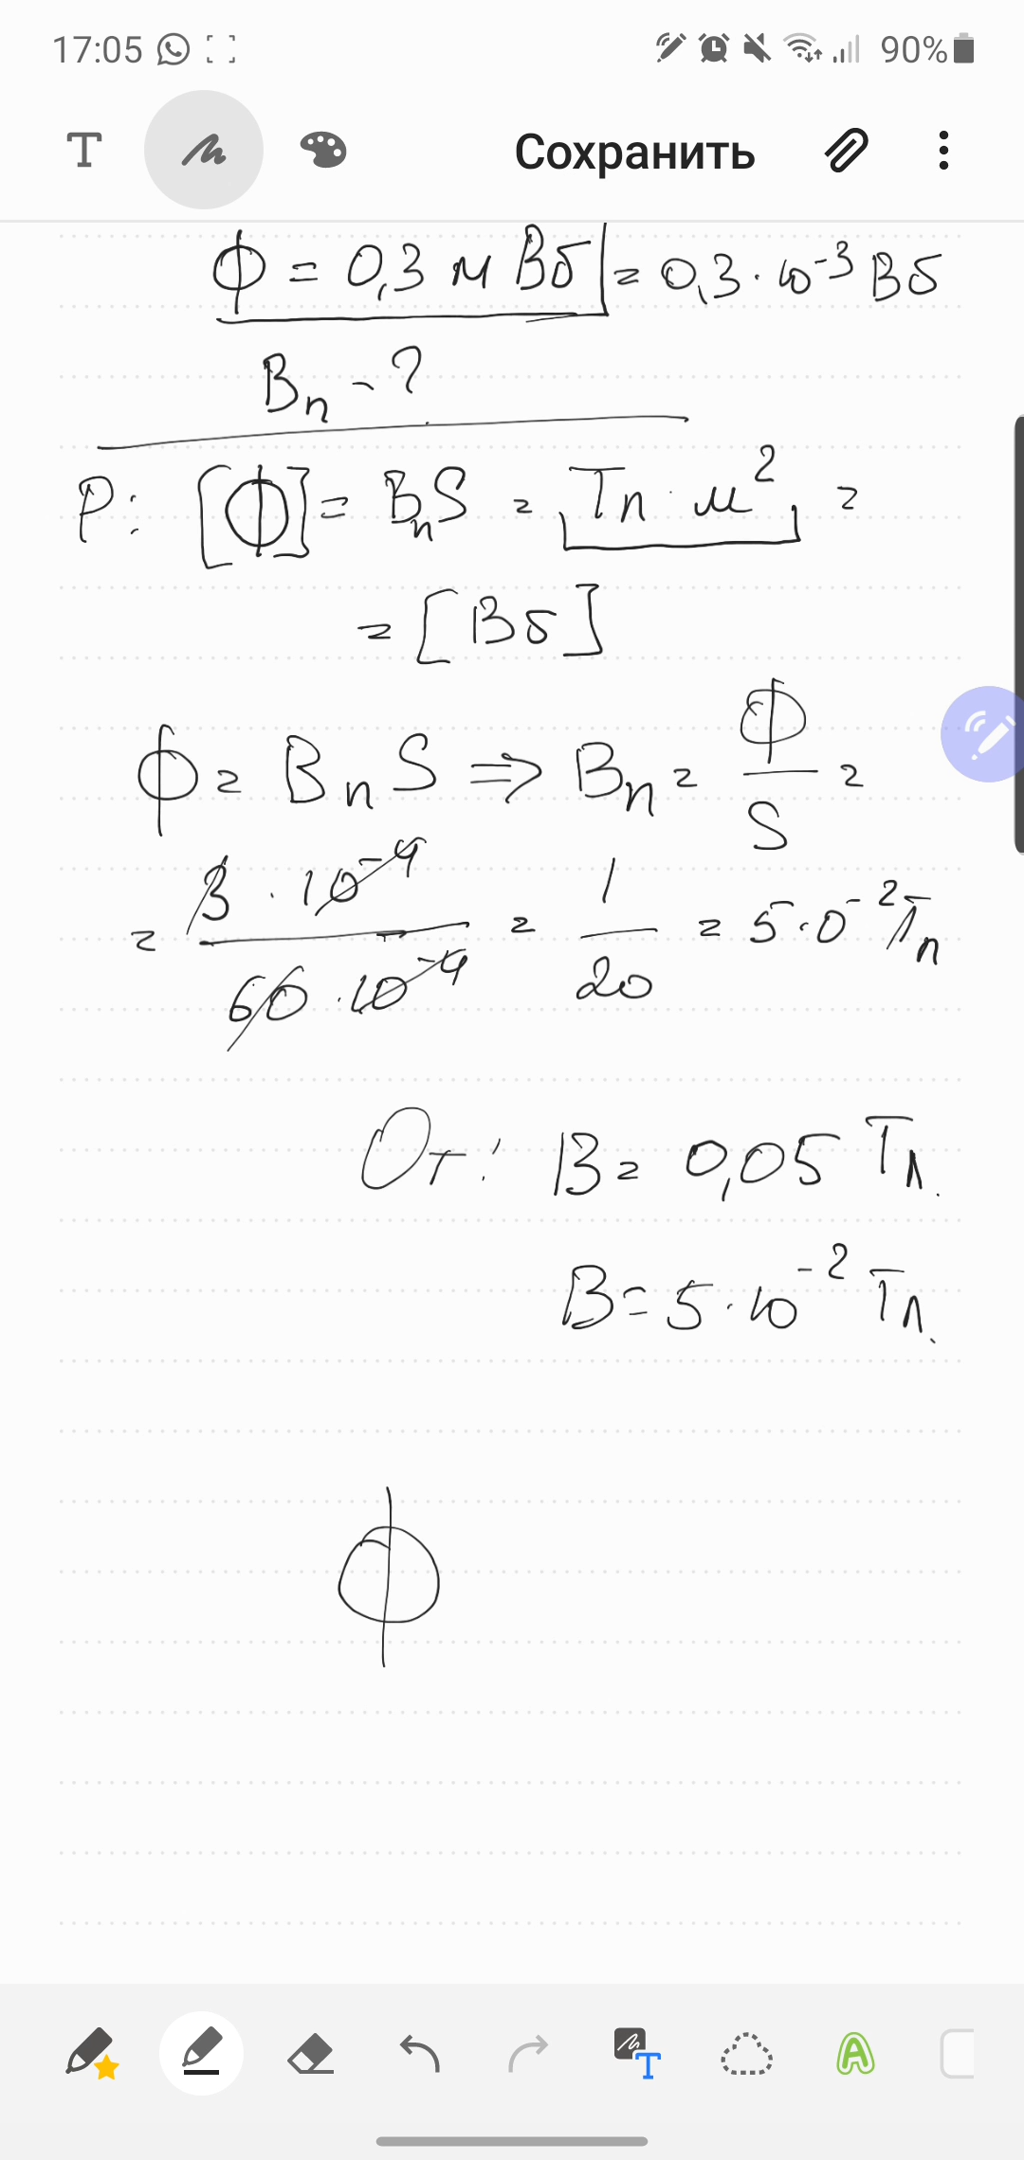 17:05 90%
T Сохранить
Ф = 0,3 мВб = 0,3 · 10⁻³ Вб
Bn - ?
Р: [Ф] = BnS = Тл · м² =
= [Вб]
Ф = BnS ⇒ Bn = Ф/S =
= 3 · 10⁻⁴ / 60 · 10⁻⁴ = 1/20 = 5·0⁻² Тл
От: B = 0,05 Тл.
B = 5 · 10⁻² Тл.
Ф
T
A